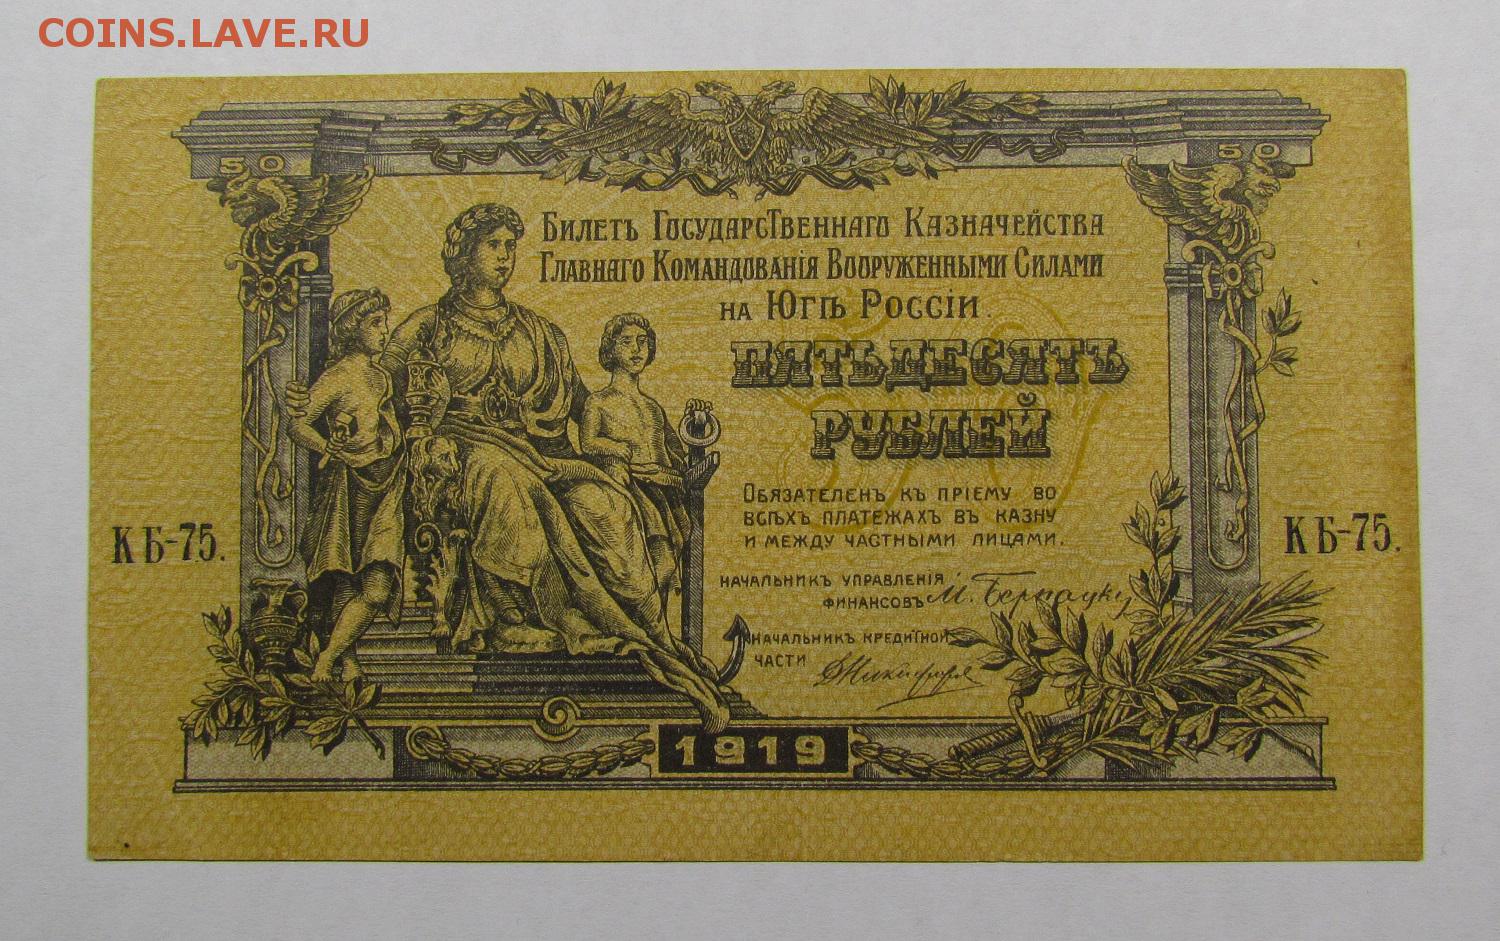 COINS.LAVE.RU
50 50
Билетъ Государственнаго Казначейства
Главнаго Командованія Вооруженными Силами
на Югѣ Россіи.
50
ПЯТЬДЕСЯТЪ
РУБЛЕЙ
Обязателенъ къ пріему во
всѣхъ платежахъ въ казну
и между частными лицами.
КБ-75. КБ-75.
Начальникъ Управленія
Финансовъ М. Бернацкий
Начальникъ Кредитной
Части
1919